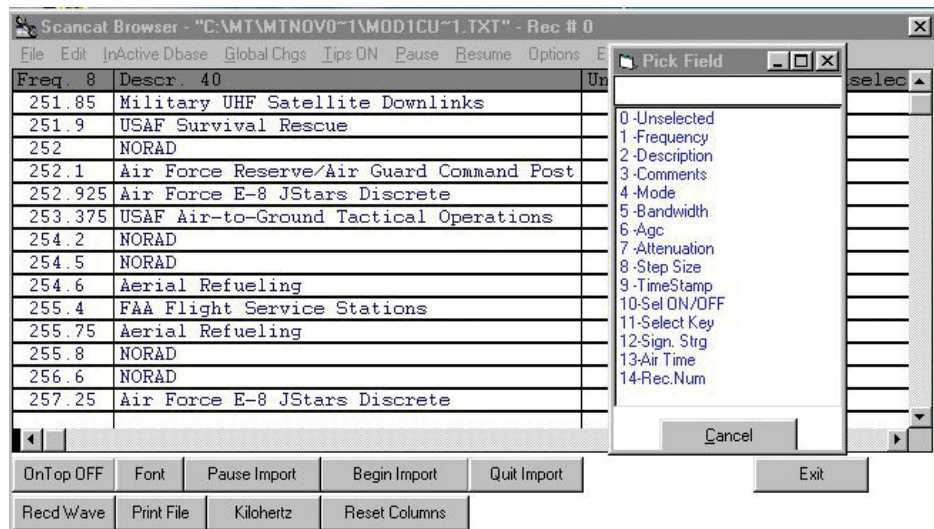 Scancat Browser - "C:\MT\MTNOV0~1\MOD1CU~1.TXT" - Rec # 0
File Edit InActive Dbase Global Chgs Tips ON Pause Resume Options E
Freq. 8 Descr. 40 Un selec
251.85 Military UHF Satellite Downlinks
251.9 USAF Survival Rescue
252 NORAD
252.1 Air Force Reserve/Air Guard Command Post
252.925 Air Force E-8 JStars Discrete
253.375 USAF Air-to-Ground Tactical Operations
254.2 NORAD
254.5 NORAD
254.6 Aerial Refueling
255.4 FAA Flight Service Stations
255.75 Aerial Refueling
255.8 NORAD
256.6 NORAD
257.25 Air Force E-8 JStars Discrete
Pick Field
0 -Unselected
1 -Frequency
2 -Description
3 -Comments
4 -Mode
5 -Bandwidth
6 -Agc
7 -Attenuation
8 -Step Size
9 -TimeStamp
10-Sel ON/OFF
11-Select Key
12-Sign. Strg
13-Air Time
14-Rec.Num
Cancel
OnTop OFF Font Pause Import Begin Import Quit Import Exit
Recd Wave Print File Kilohertz Reset Columns